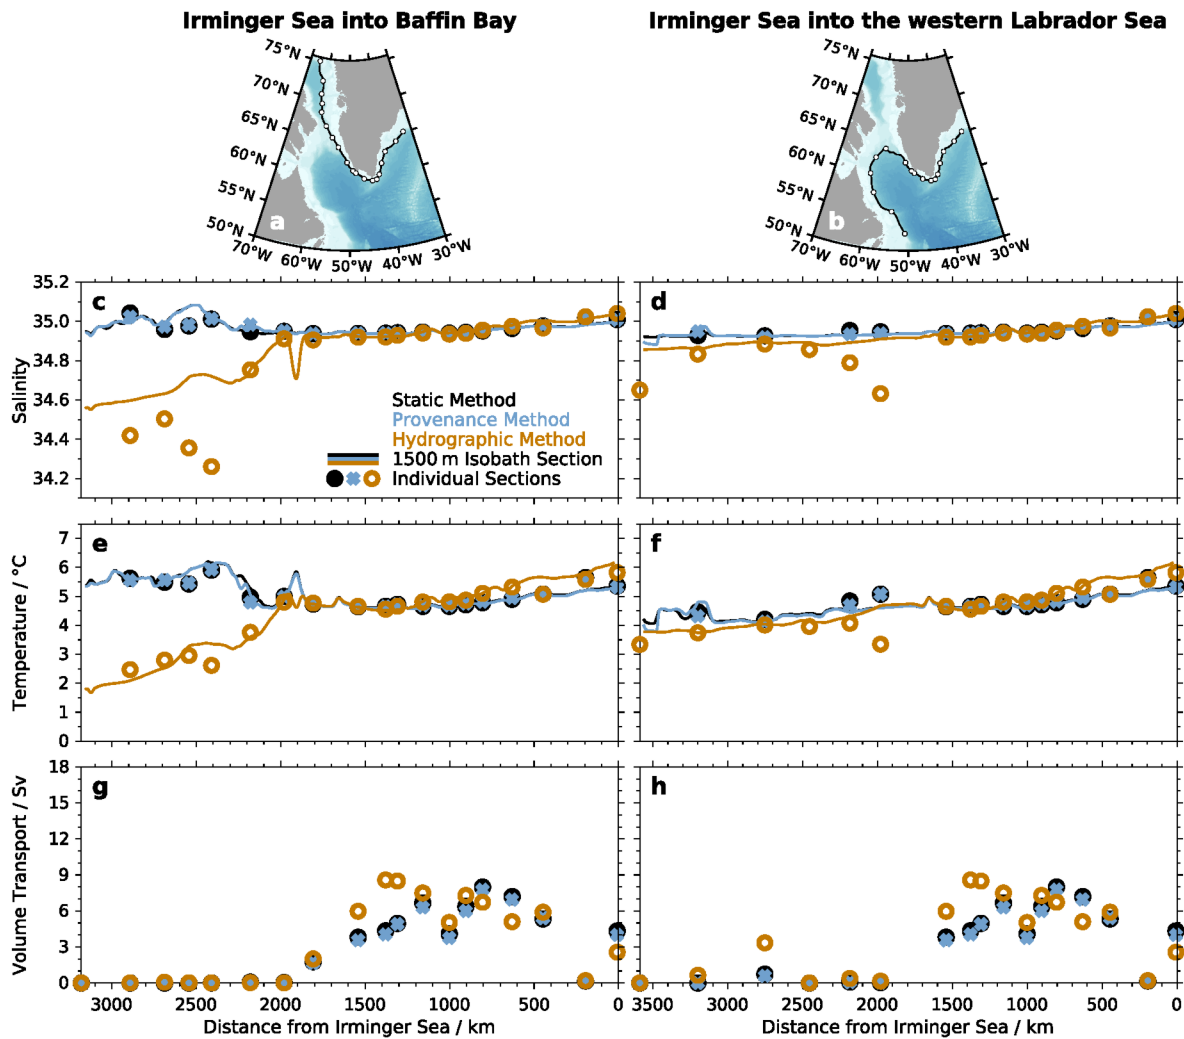 Irminger Sea into Baffin Bay
Irminger Sea into the western Labrador Sea
75°N
70°N
65°N
60°N
55°N
50°N
70°W
60°W
50°W
40°W
30°W
a
75°N
70°N
65°N
60°N
55°N
50°N
70°W
60°W
50°W
40°W
30°W
b
Salinity
35.2
35.0
34.8
34.6
34.4
34.2
c
Static Method
Provenance Method
Hydrographic Method
1500 m Isobath Section
Individual Sections
d
Temperature / °C
7
6
5
4
3
2
1
0
e
f
Volume Transport / Sv
18
15
12
9
6
3
0
g
h
3000 2500 2000 1500 1000 500 0
3500 3000 2500 2000 1500 1000 500 0
Distance from Irminger Sea / km
Distance from Irminger Sea / km